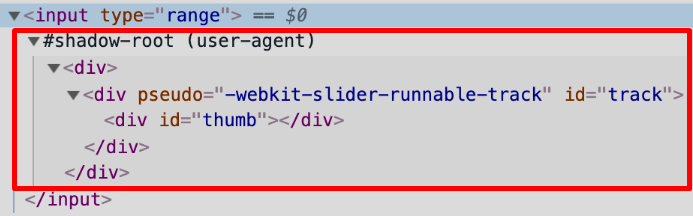 ▼<input type="range"> == $0
▼#shadow-root (user-agent)
▼<div>
▼<div pseudo="-webkit-slider-runnable-track" id="track">
<div id="thumb"></div>
</div>
</div>
</input>